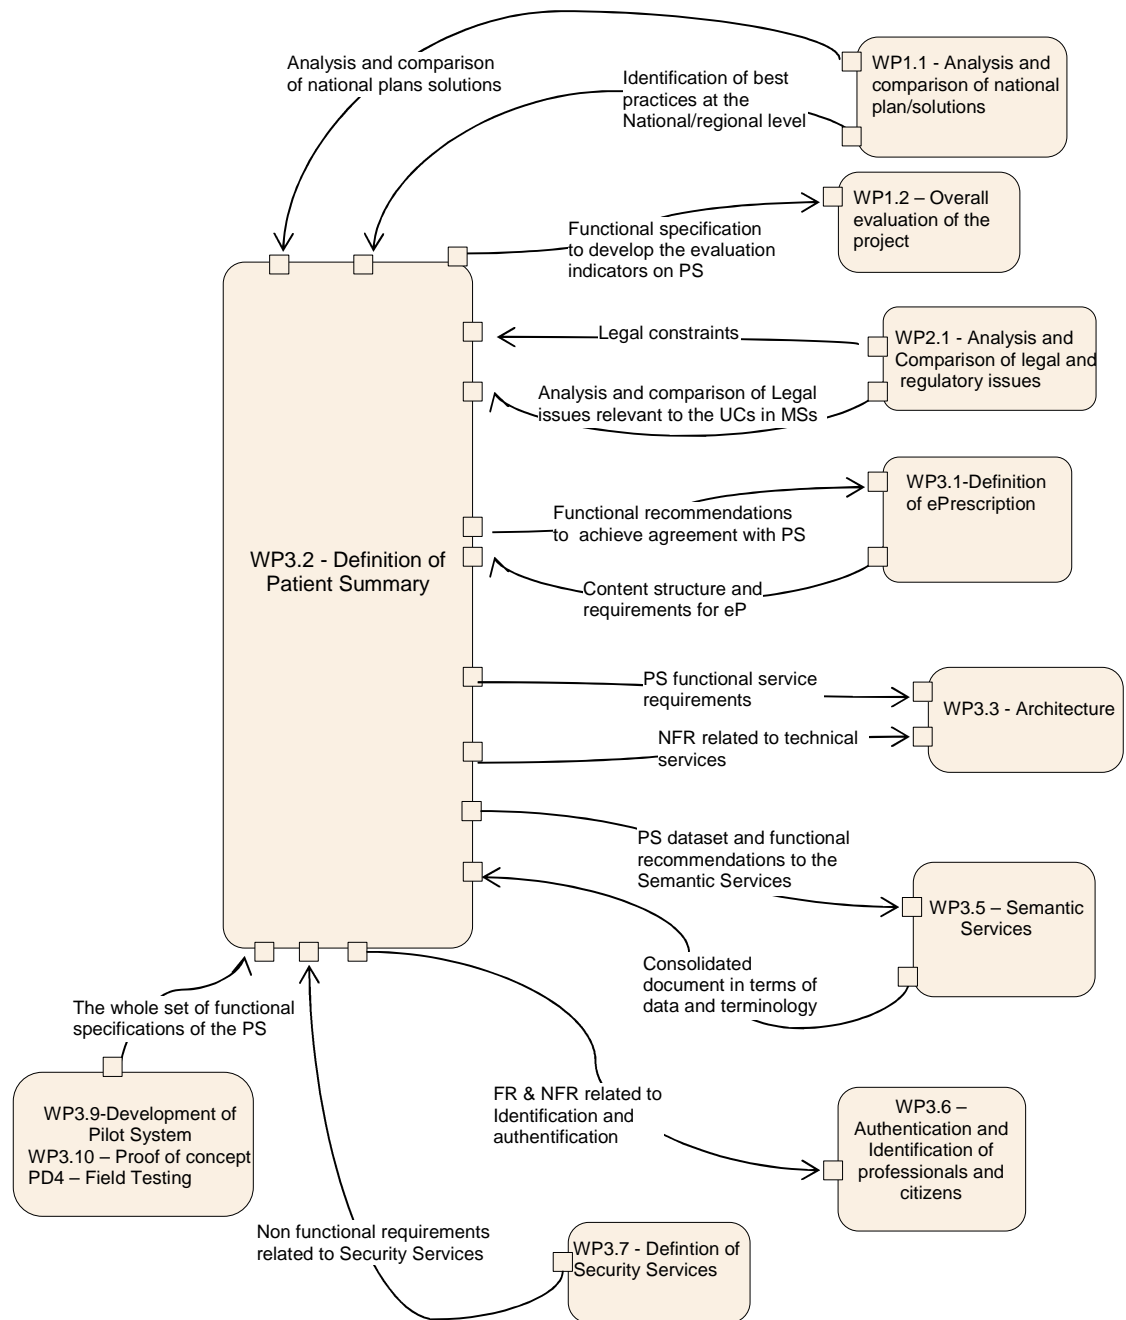 Analysis and comparison
of national plans solutions
Identification of best
practices at the
National/regional level
WP1.1 - Analysis and
comparison of national
plan/solutions
WP1.2 – Overall
evaluation of the
project
Functional specification
to develop the evaluation
indicators on PS
Legal constraints
WP2.1 - Analysis and
Comparison of legal and
regulatory issues
Analysis and comparison of Legal
issues relevant to the UCs in MSs
WP3.1-Definition
of ePrescription
Functional recommendations
to achieve agreement with PS
WP3.2 - Definition of
Patient Summary
Content structure and
requirements for eP
PS functional service
requirements
WP3.3 - Architecture
NFR related to technical
services
PS dataset and functional
recommendations to the
Semantic Services
WP3.5 – Semantic
Services
Consolidated
document in terms of
data and terminology
The whole set of functional
specifications of the PS
FR & NFR related to
Identification and
authentification
WP3.9-Development of
Pilot System
WP3.10 – Proof of concept
PD4 – Field Testing
WP3.6 –
Authentication and
Identification of
professionals and
citizens
Non functional requirements
related to Security Services
WP3.7 - Defintion of
Security Services